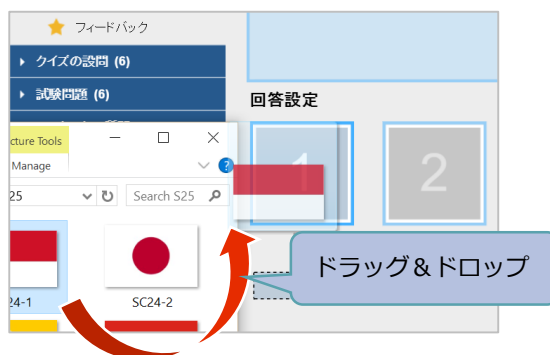 フィードバック
クイズの設問 (6)
試験問題 (6)
回答設定
cture Tools
Manage
?
1
2
25
Search S25
24-1
SC24-2
ドラッグ＆ドロップ